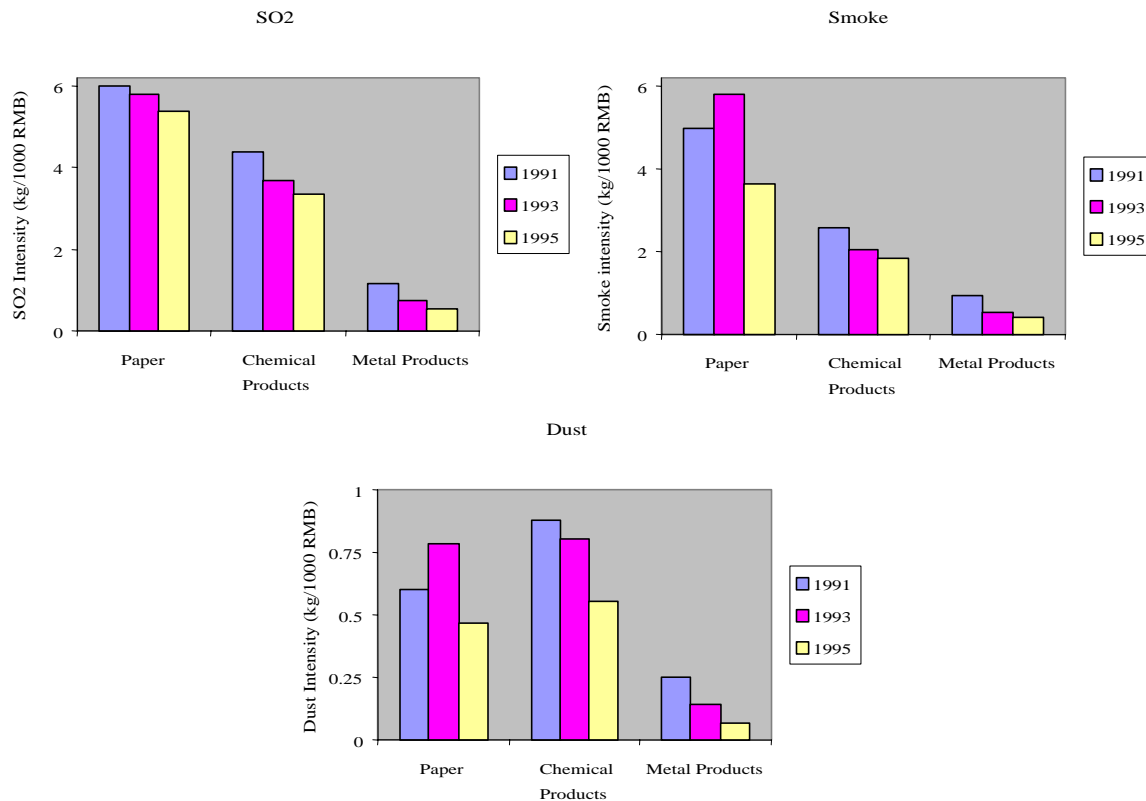 SO2
SO2 Intensity (kg/1000 RMB)
6
4
2
0
Paper
Chemical
Products
Metal Products
1991
1993
1995
Smoke
Smoke intensity (kg/1000 RMB)
6
4
2
0
Paper
Chemical
Products
Metal Products
1991
1993
1995
Dust
Dust Intensity (kg/1000 RMB)
1
0.75
0.5
0.25
0
Paper
Chemical
Products
Metal Products
1991
1993
1995